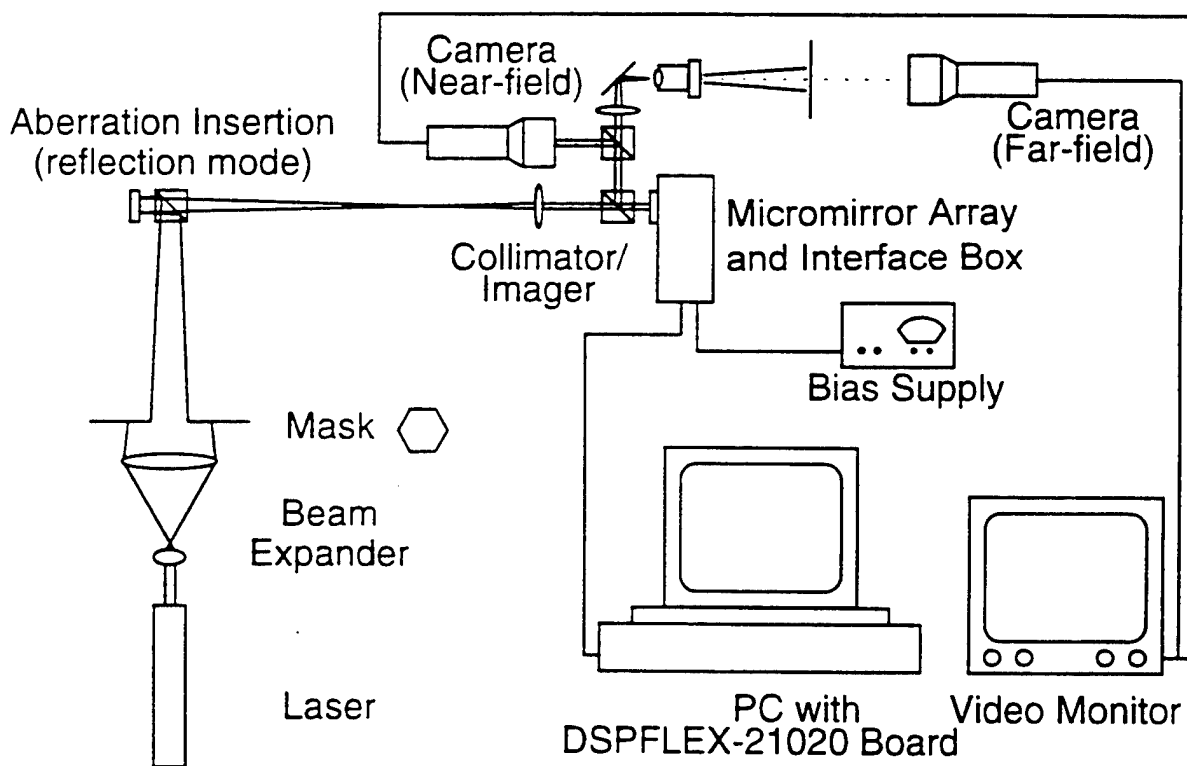 Camera
(Near-field)
Camera
(Far-field)
Aberration Insertion
(reflection mode)
Collimator/
Imager
Micromirror Array
and Interface Box
Bias Supply
Mask
Beam
Expander
Laser
PC with
DSPFLEX-21020 Board
Video Monitor